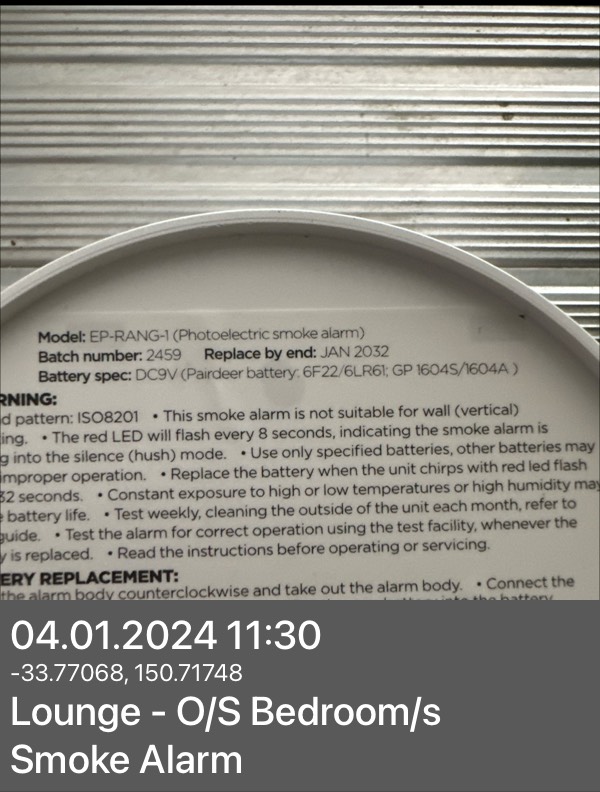 Model: EP-RANG-1 (Photoelectric smoke alarm)
Batch number: 2459 Replace by end: JAN 2032
Battery spec: DC9V (Pairdeer battery: 6F22/6LR61; GP 1604S/1604A )
RNING:
d pattern: ISO8201 • This smoke alarm is not suitable for wall (vertical)
ing. • The red LED will flash every 8 seconds, indicating the smoke alarm is
g into the silence (hush) mode. • Use only specified batteries, other batteries may
improper operation. • Replace the battery when the unit chirps with red led flash
32 seconds. • Constant exposure to high or low temperatures or high humidity may
battery life. • Test weekly, cleaning the outside of the unit each month, refer to
guide. • Test the alarm for correct operation using the test facility, whenever the
y is replaced. • Read the instructions before operating or servicing.
ERY REPLACEMENT:
the alarm body counterclockwise and take out the alarm body. • Connect the
into the battery
04.01.2024 11:30
-33.77068, 150.71748
Lounge - O/S Bedroom/s
Smoke Alarm